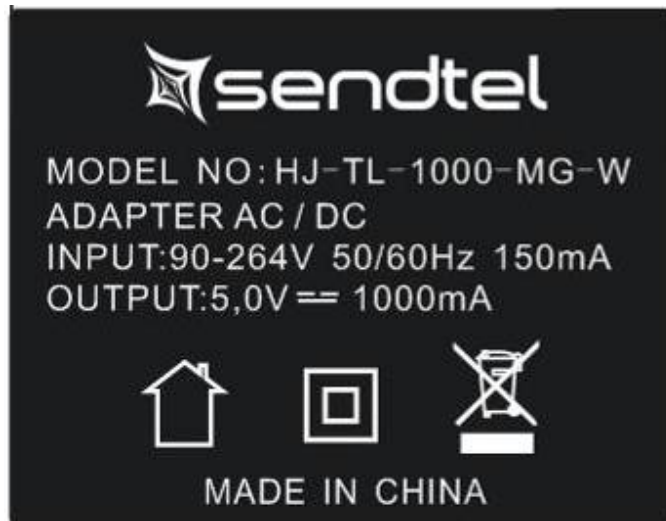 sendtel
MODEL NO:HJ-TL-1000-MG-W
ADAPTER AC / DC
INPUT:90-264V 50/60Hz 150mA
OUTPUT:5,0V⎓1000mA
MADE IN CHINA